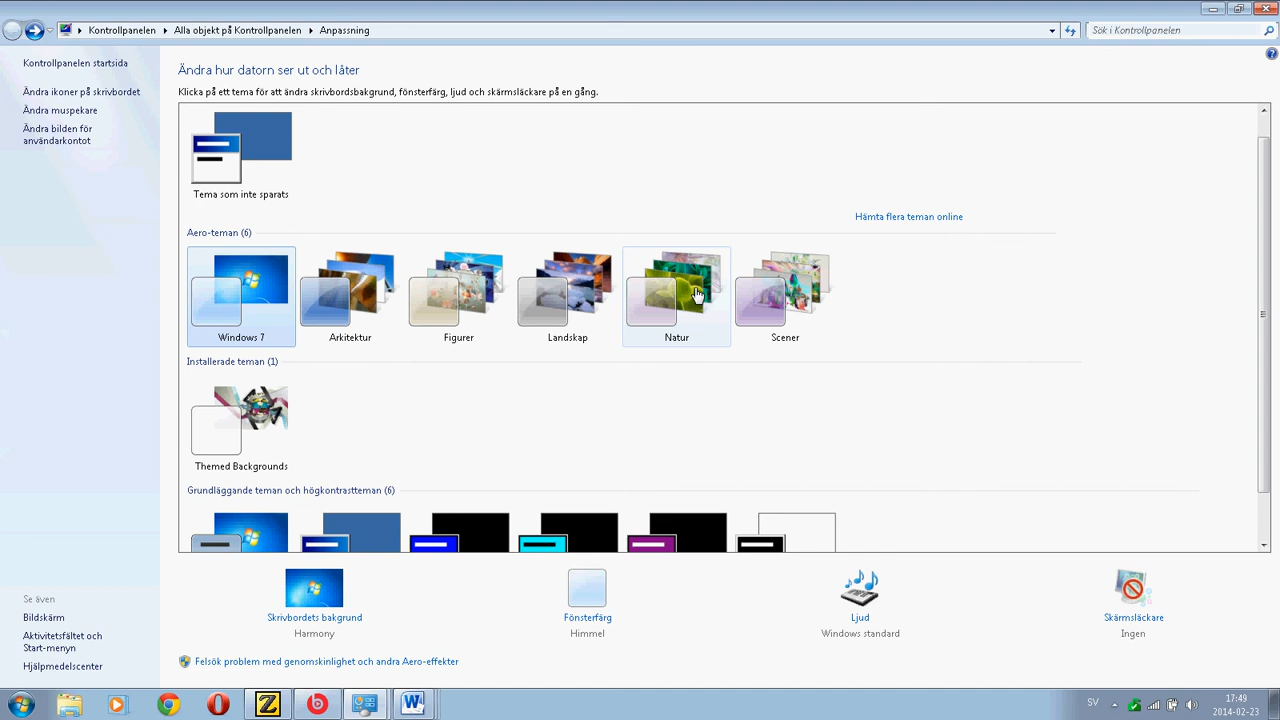 Kontrollpanelen Alla objekt på Kontrollpanelen Anpassning
Sök i Kontrollpanelen
Kontrollpanelen startsida
Ändra ikoner på skrivbordet
Ändra muspekare
Ändra bilden för
användarkontot
Ändra hur datorn ser ut och låter
Klicka på ett tema för att ändra skrivbordsbakgrund, fönsterfärg, ljud och skärmsläckare på en gång.
Tema som inte sparats
Hämta flera teman online
Aero-teman (6)
Windows 7 Arkitektur Figurer Landskap Natur Scener
Installerade teman (1)
Themed Backgrounds
Grundläggande teman och högkontrastteman (6)
Skrivbordets bakgrund
Harmony
Fönsterfärg
Himmel
Ljud
Windows standard
Skärmsläckare
Ingen
Se även
Bildskärm
Aktivitetsfältet och
Start-menyn
Hjälpmedelscenter
Felsök problem med genomskinlighet och andra Aero-effekter
SV
17:49
2014-02-23